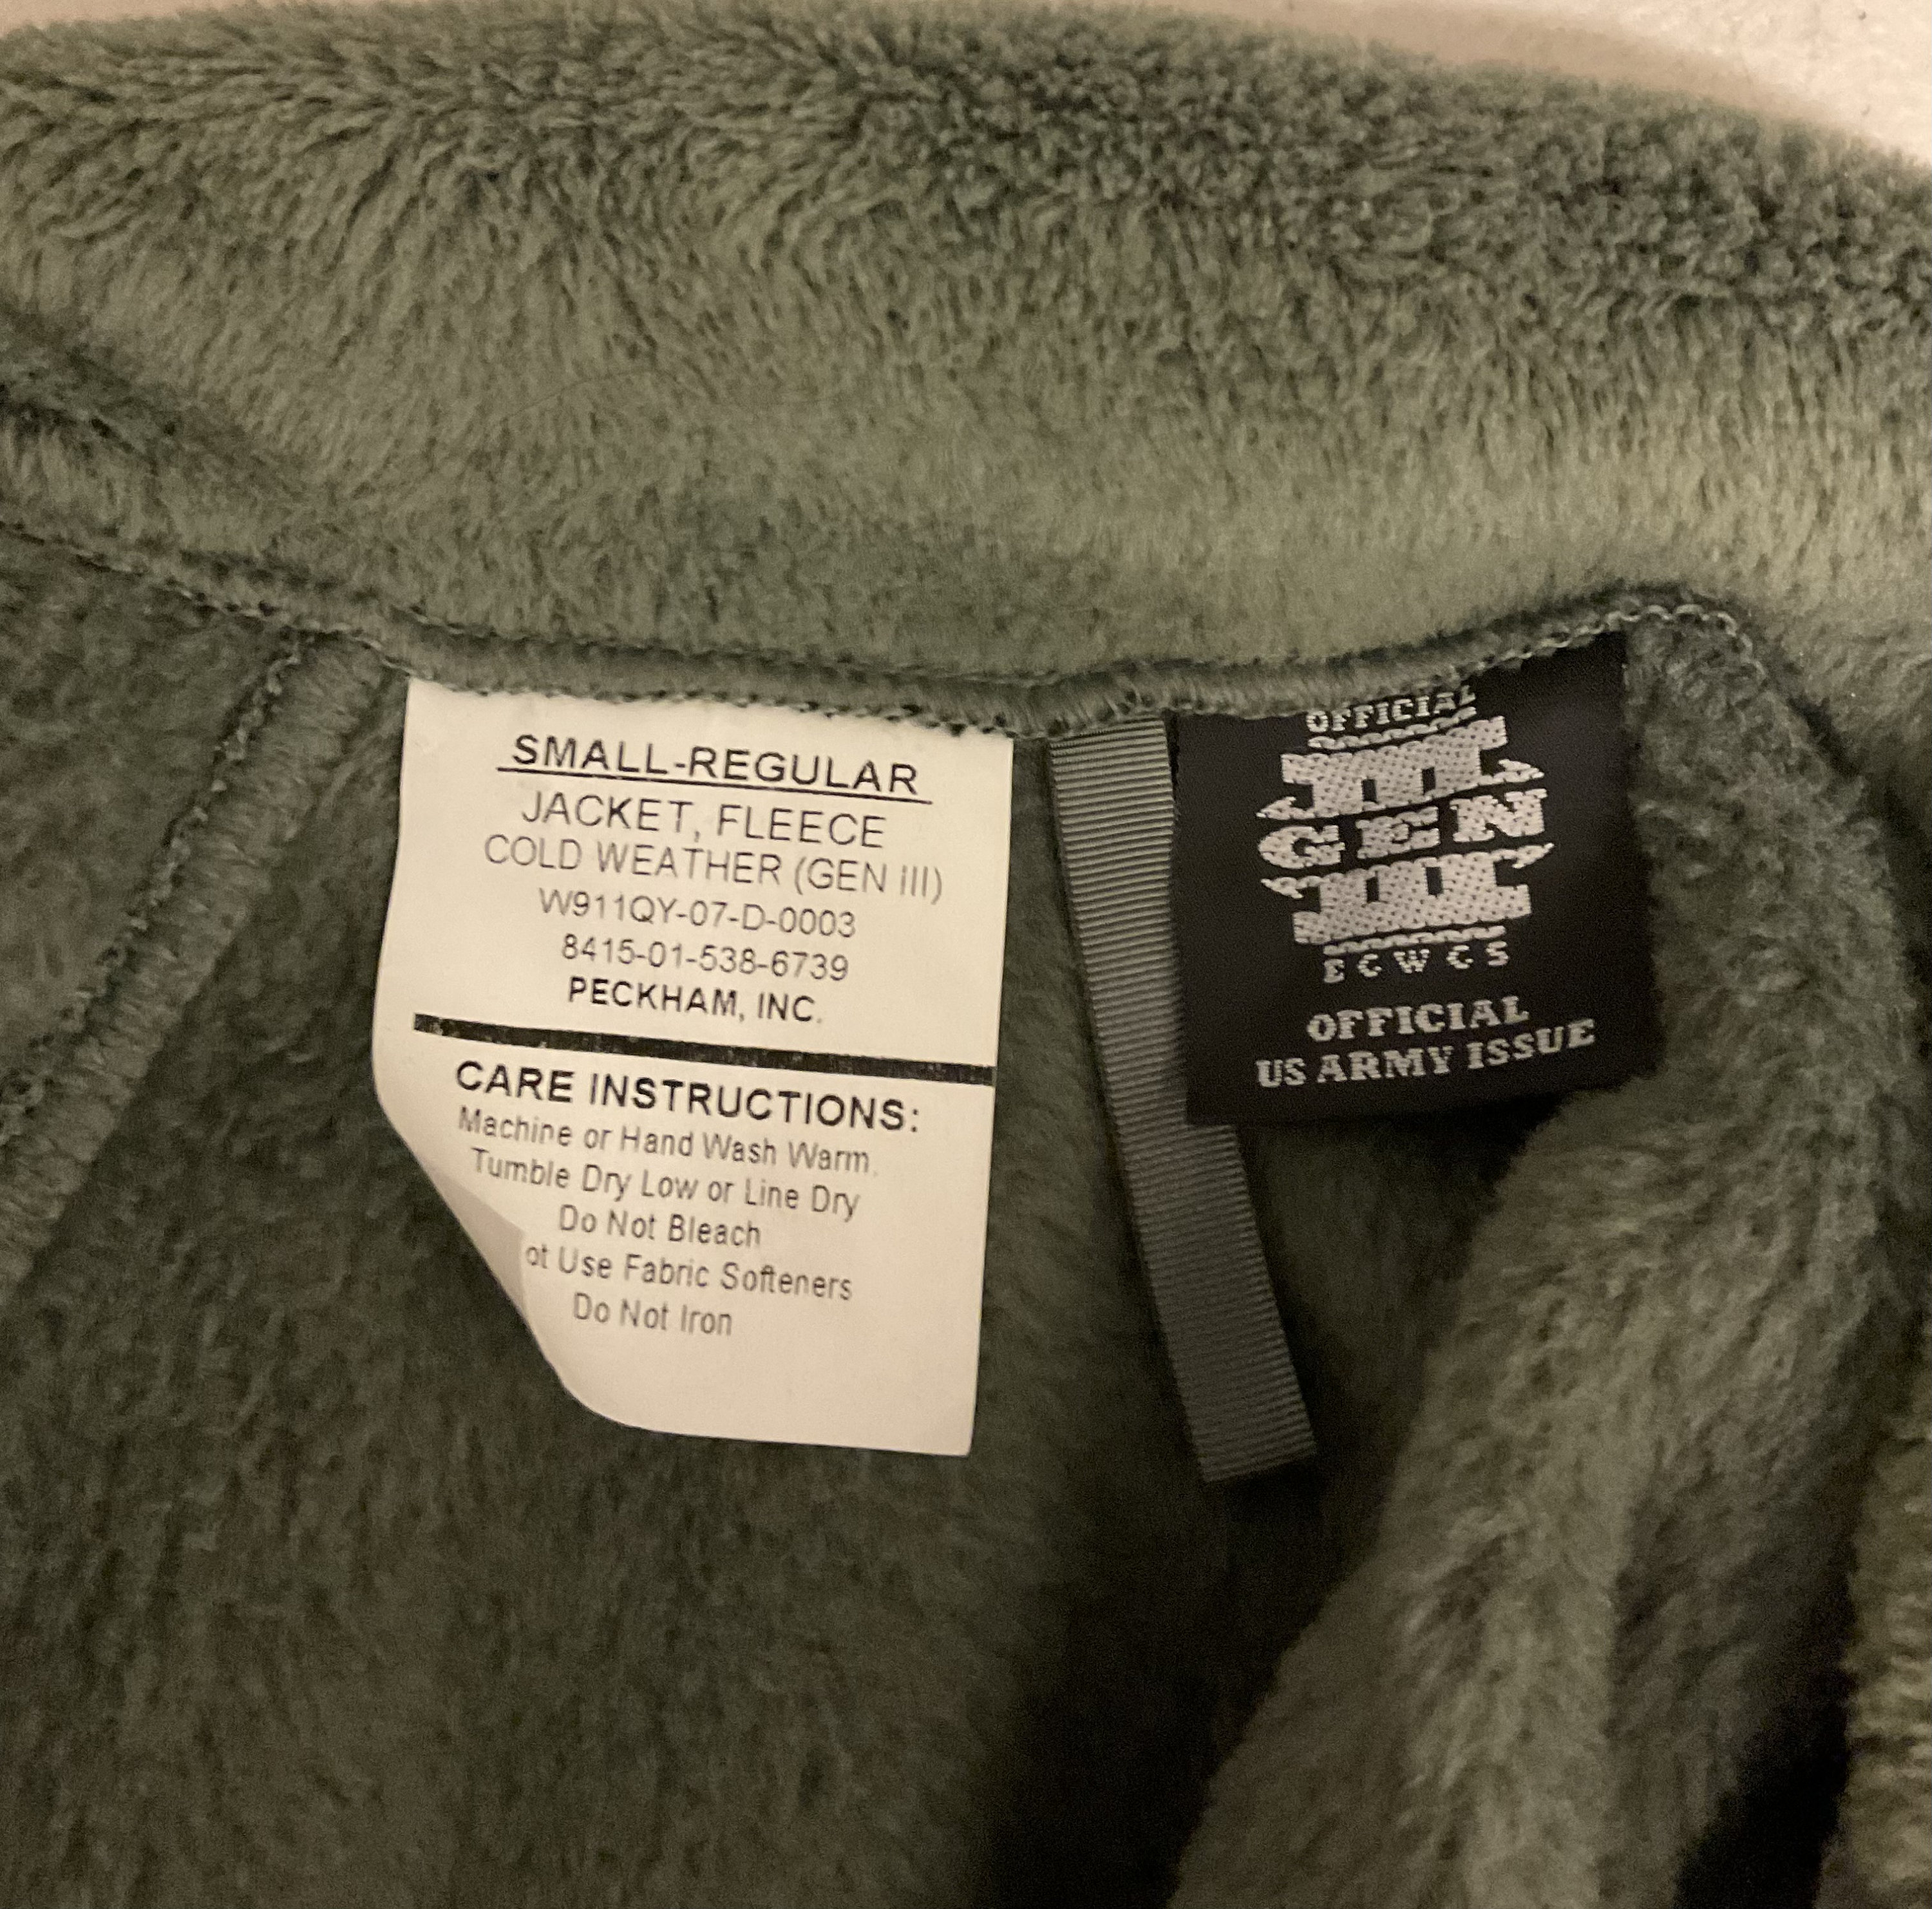 SMALL-REGULAR
JACKET, FLEECE
COLD WEATHER (GEN III)
W911QY-07-D-0003
8415-01-538-6739
PECKHAM, INC.
CARE INSTRUCTIONS:
Machine or Hand Wash Warm.
Tumble Dry Low or Line Dry
Do Not Bleach
ot Use Fabric Softeners
Do Not Iron
OFFICIAL
III
GEN
III
ECWCS
OFFICIAL
US ARMY ISSUE